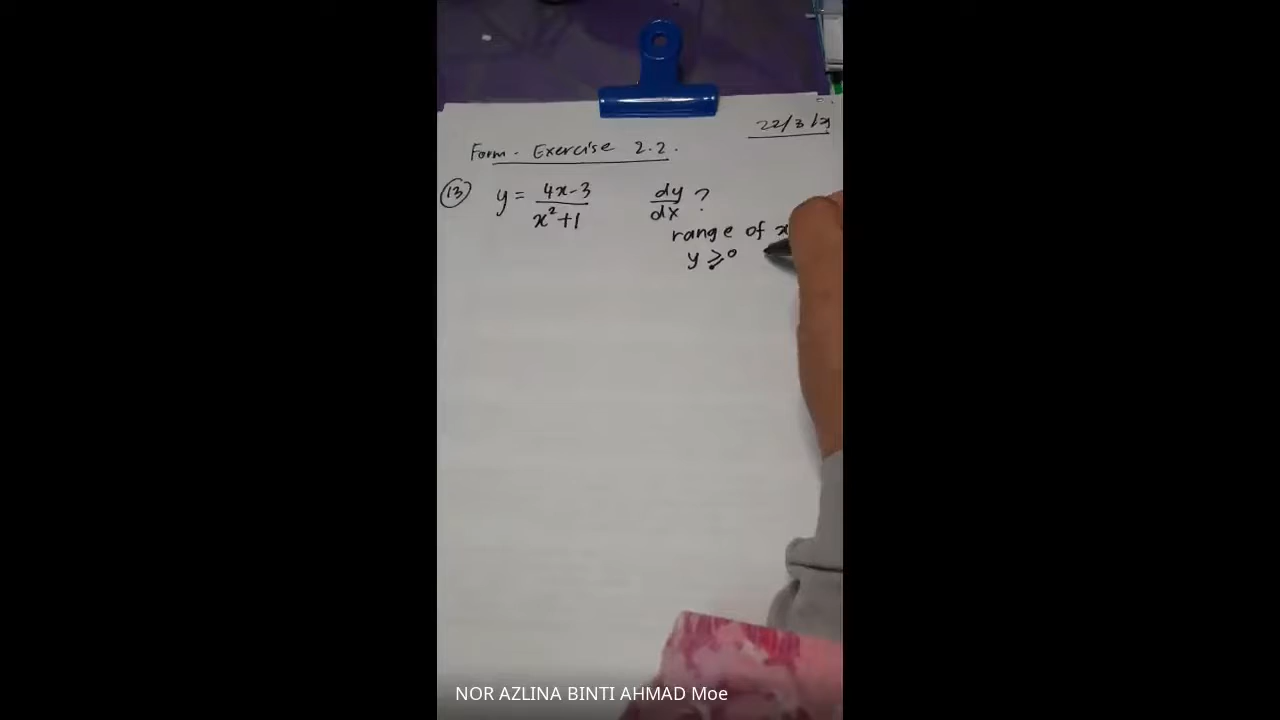 22/3/21
Form. Exercise 2.2.
13 y = 4x-3 / x²+1 dy/dx ?
range of x
y ≥ 0
NOR AZLINA BINTI AHMAD Moe